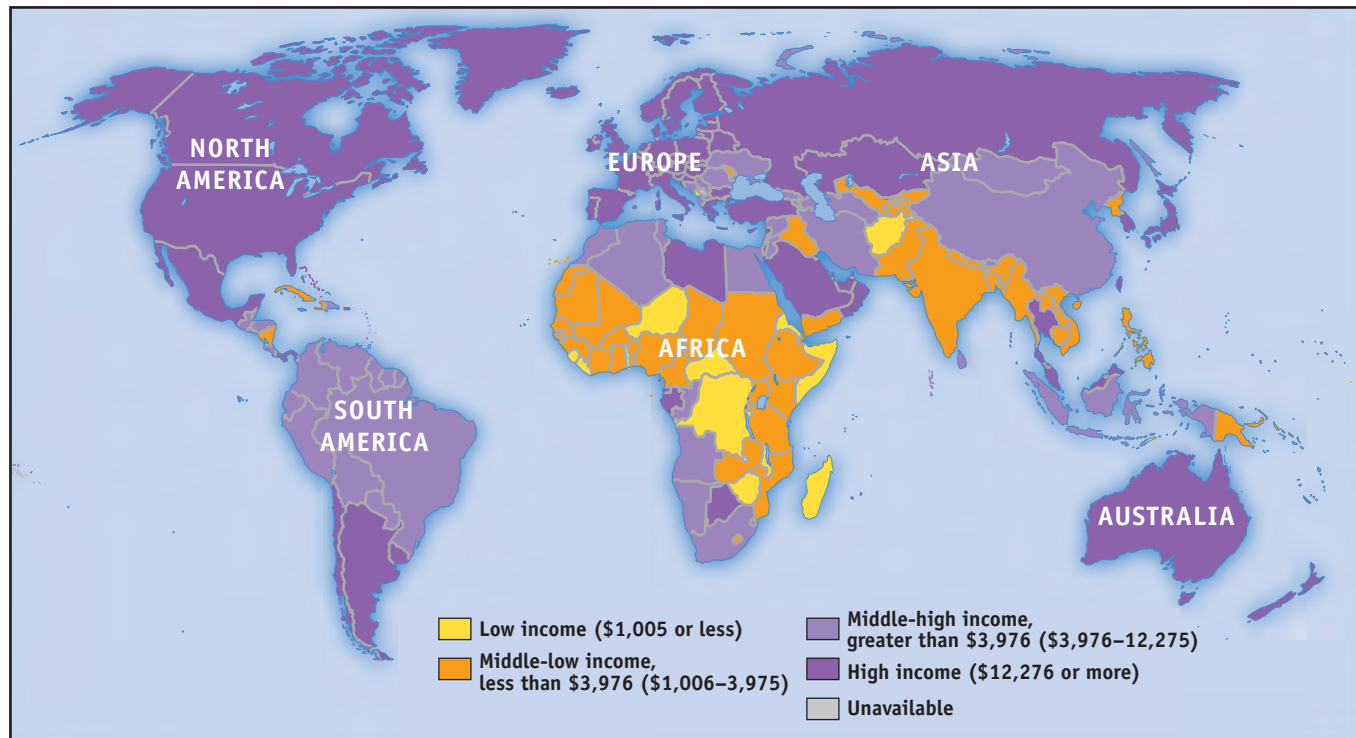 NORTH
AMERICA
EUROPE
ASIA
AFRICA
SOUTH
AMERICA
AUSTRALIA
Low income ($1,005 or less)
Middle-low income,
less than $3,976 ($1,006–3,975)
Middle-high income,
greater than $3,976 ($3,976–12,275)
High income ($12,276 or more)
Unavailable